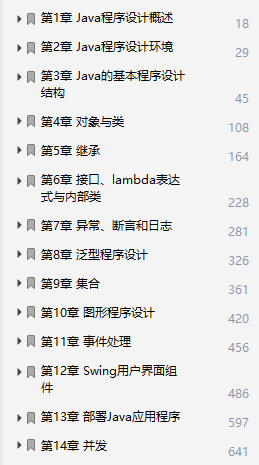 第1章 Java程序设计概述
18
第2章 Java程序设计环境
29
第3章 Java的基本程序设计
结构
45
第4章 对象与类
108
第5章 继承
164
第6章 接口、lambda表达
式与内部类
228
第7章 异常、断言和日志
281
第8章 泛型程序设计
326
第9章 集合
361
第10章 图形程序设计
420
第11章 事件处理
456
第12章 Swing用户界面组
件
486
第13章 部署Java应用程序
597
第14章 并发
641